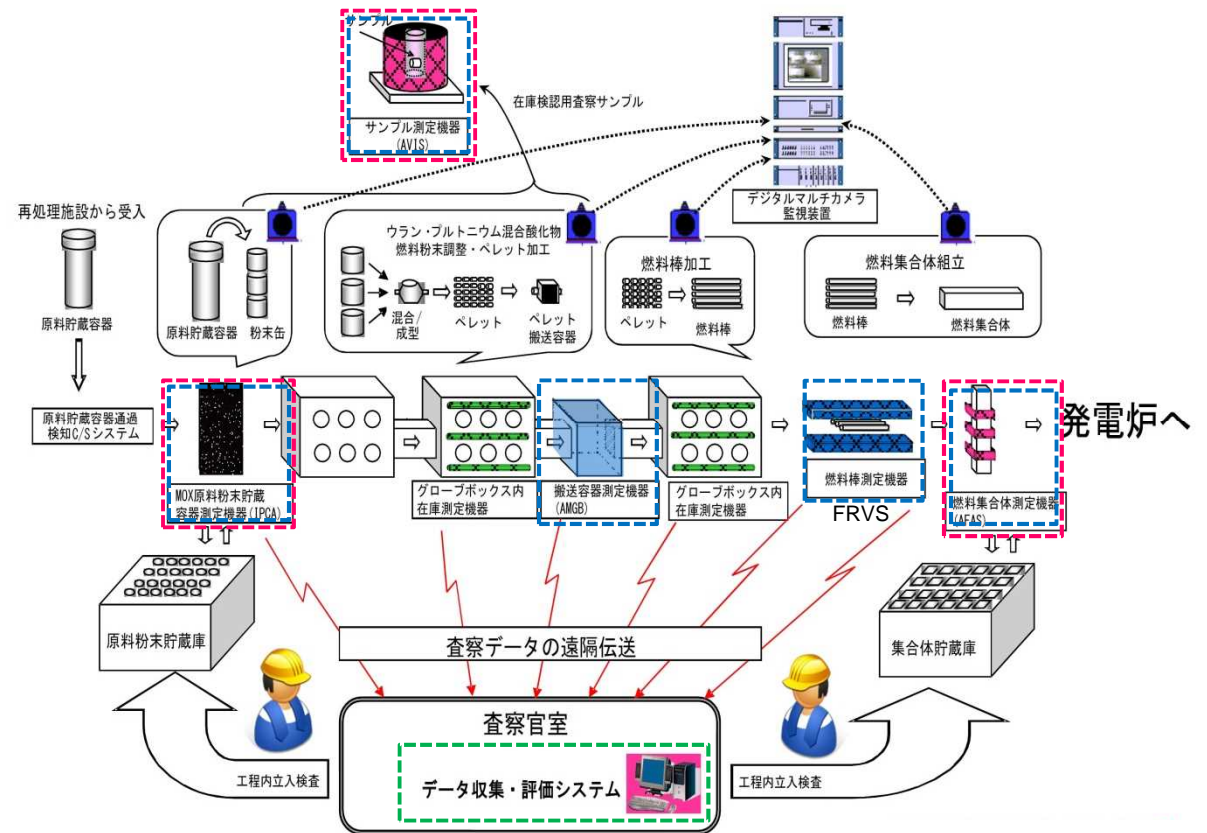 サンプル
サンプル測定機器
(AVIS)
在庫検認用査察サンプル
デジタルマルチカメラ
監視装置
再処理施設から受入
原料貯蔵容器
原料貯蔵容器
粉末缶
ウラン・プルトニウム混合酸化物
燃料粉末調整・ペレット加工
混合/
成型
ペレット
ペレット
搬送容器
燃料棒加工
ペレット
燃料棒
燃料集合体組立
燃料棒
燃料集合体
原料貯蔵容器通過
検知C/Sシステム
MOX原料粉末貯蔵
容器測定機器(IPCA)
グローブボックス内
在庫測定機器
搬送容器測定機器
(AMGB)
グローブボックス内
在庫測定機器
燃料棒測定機器
FRVS
燃料集合体測定機器
(AFAS)
発電炉へ
原料粉末貯蔵庫
査察データの遠隔伝送
集合体貯蔵庫
査察官室
データ収集・評価システム
工程内立入検査
工程内立入検査